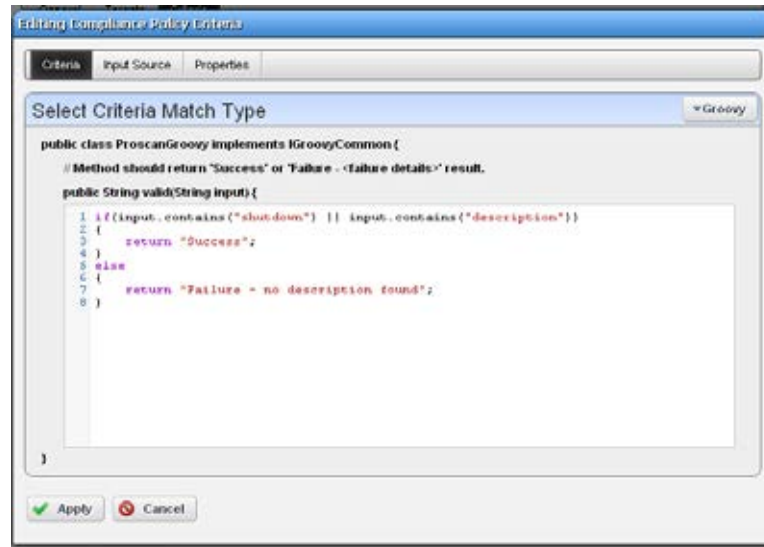 Editing Compliance Policy Criteria
Criteria Input Source Properties
Select Criteria Match Type
Groovy
public class ProscanGroovy implements IGroovyCommon {
// Method should return 'Success' or 'Failure - <failure details>' result.
public String valid(String input) {
1 if(input.contains("shutdown") || input.contains("description"))
2 {
3 return "Success";
4 }
5 else
6 {
7 return "Failure - no description found";
8 }
}
Apply Cancel